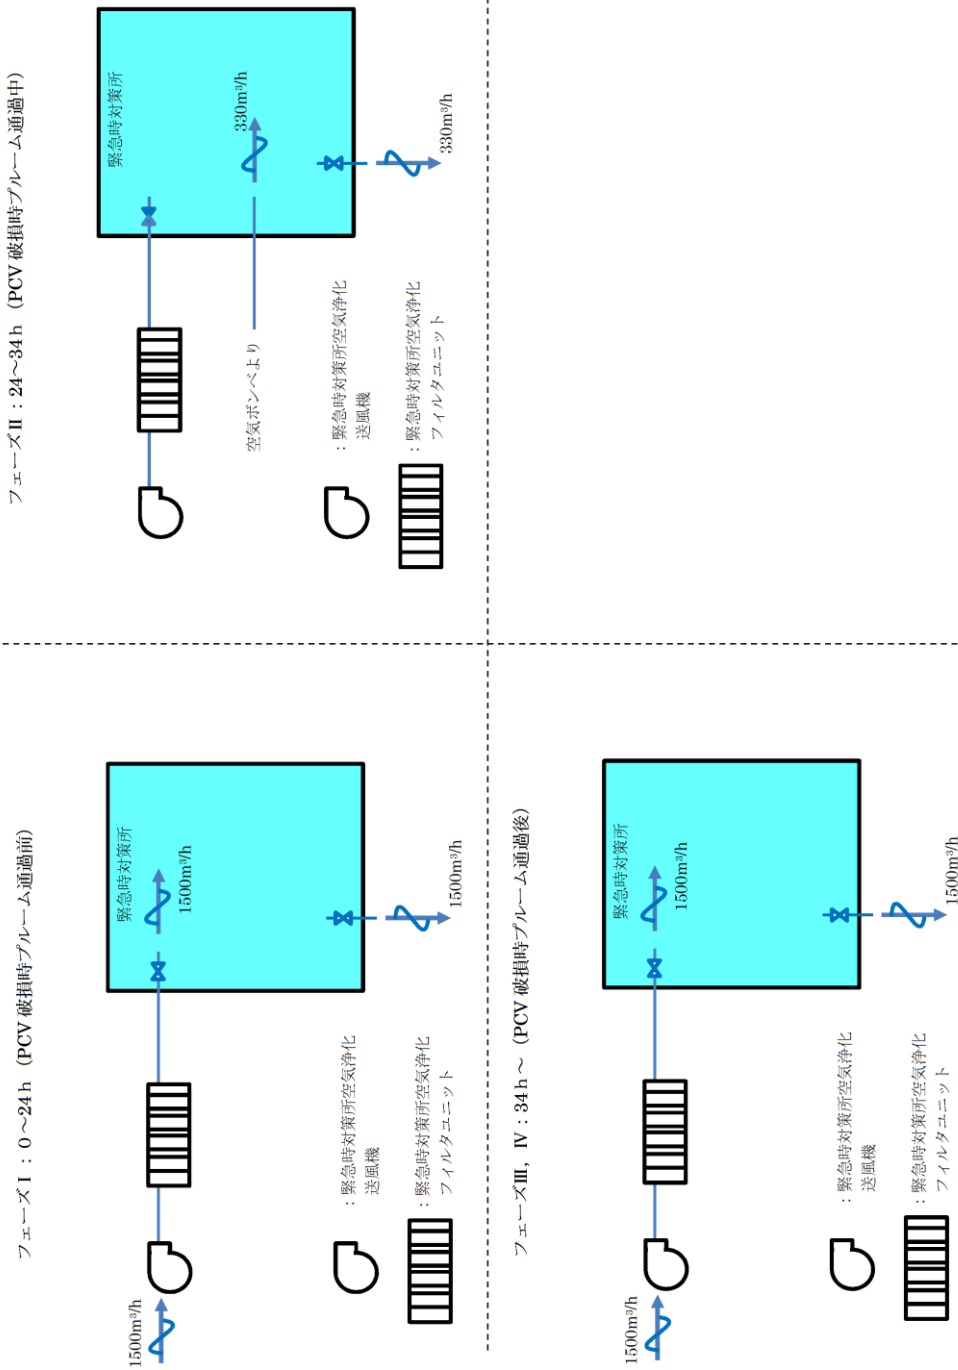 フェーズⅠ：0～24h（PCV 破損時プルーム通過前）
緊急時対策所
1500m³/h
1500m³/h
1500m³/h
：緊急時対策所空気浄化
送風機
：緊急時対策所空気浄化
フィルタユニット
フェーズⅡ：24～34h（PCV 破損時プルーム通過中）
緊急時対策所
330m³/h
330m³/h
空気ボンベより
：緊急時対策所空気浄化
送風機
：緊急時対策所空気浄化
フィルタユニット
フェーズⅢ，Ⅳ：34h～（PCV 破損時プルーム通過後）
緊急時対策所
1500m³/h
1500m³/h
1500m³/h
：緊急時対策所空気浄化
送風機
：緊急時対策所空気浄化
フィルタユニット